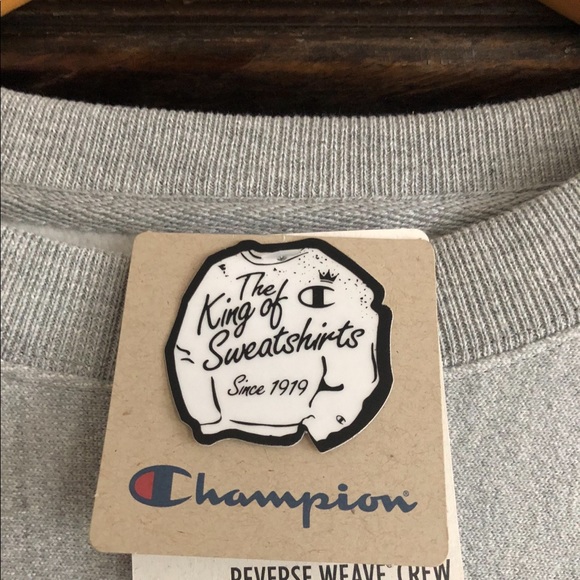 The
King of
Sweatshirts
Since 1919
Champion®
REVERSE WEAVE® CREW